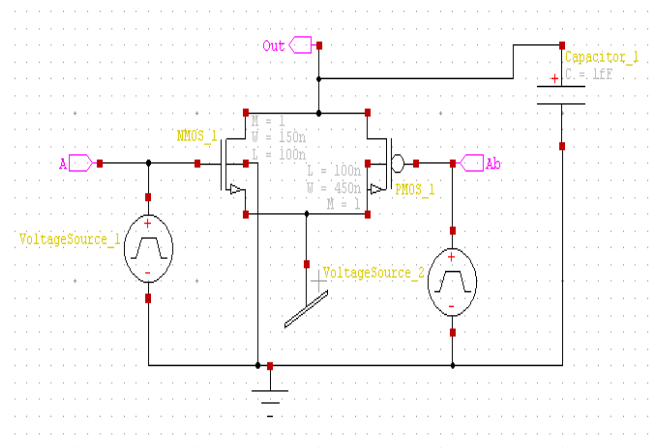 Out
Capacitor_1
C = 1fF
M = 1
NMOS_1
W = 150n
L = 100n
A
L = 100n
Ab
W = 450n
PMOS_1
M = 1
VoltageSource_1
VoltageSource_2